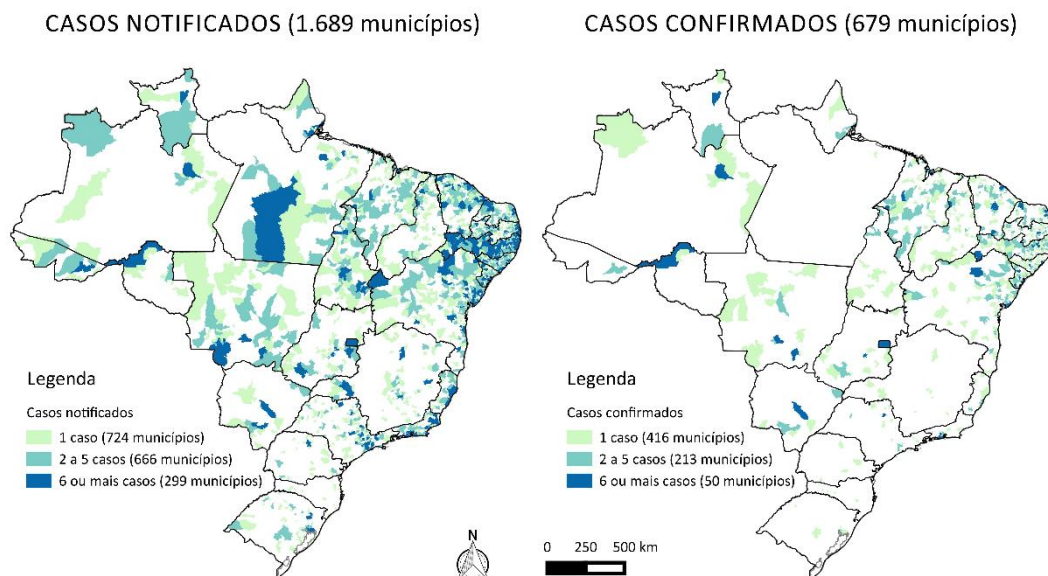 CASOS NOTIFICADOS (1.689 municípios)
CASOS CONFIRMADOS (679 municípios)
Legenda
Casos notificados
1 caso (724 municípios)
2 a 5 casos (666 municípios)
6 ou mais casos (299 municípios)
Legenda
Casos confirmados
1 caso (416 municípios)
2 a 5 casos (213 municípios)
6 ou mais casos (50 municípios)
N
0 250 500 km